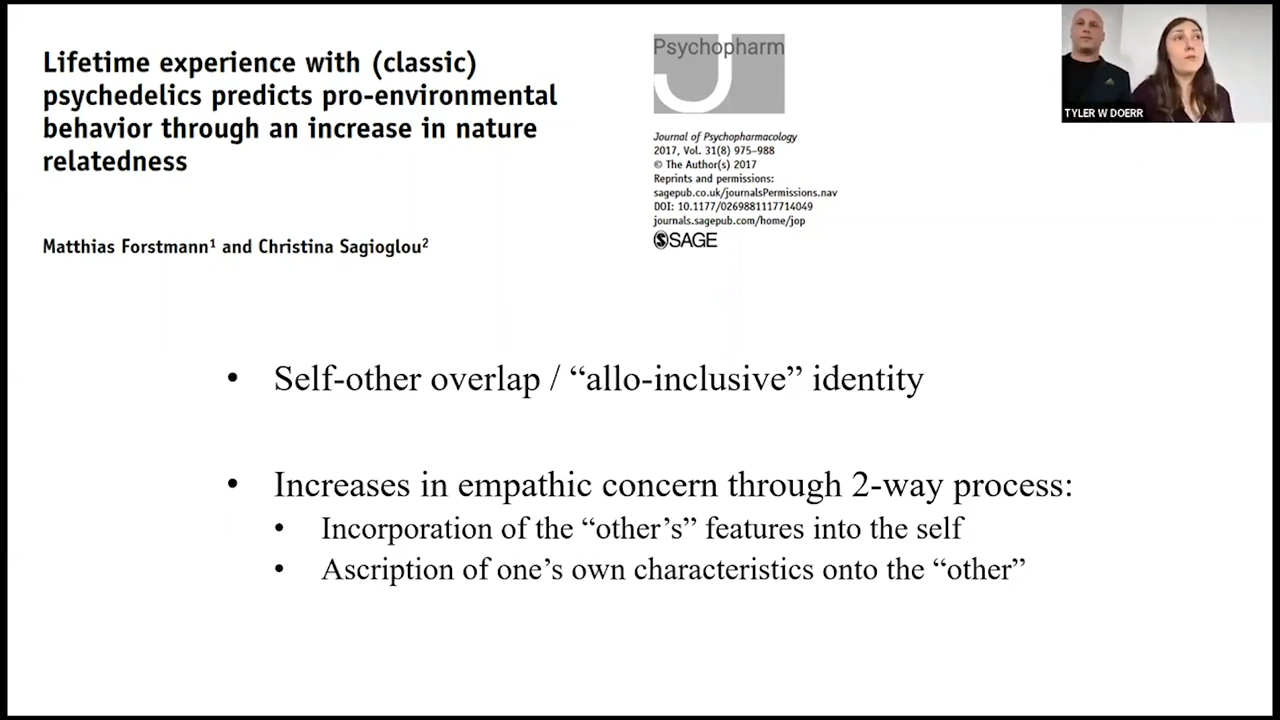 Lifetime experience with (classic)
psychedelics predicts pro-environmental
behavior through an increase in nature
relatedness
Matthias Forstmann¹ and Christina Sagioglou²
Psychopharm
J
Journal of Psychopharmacology
2017, Vol. 31(8) 975–988
© The Author(s) 2017
Reprints and permissions:
sagepub.co.uk/journalsPermissions.nav
DOI: 10.1177/0269881117714049
journals.sagepub.com/home/jop
SAGE
TYLER W DOERR
• Self-other overlap / “allo-inclusive” identity
• Increases in empathic concern through 2-way process:
• Incorporation of the “other’s” features into the self
• Ascription of one’s own characteristics onto the “other”